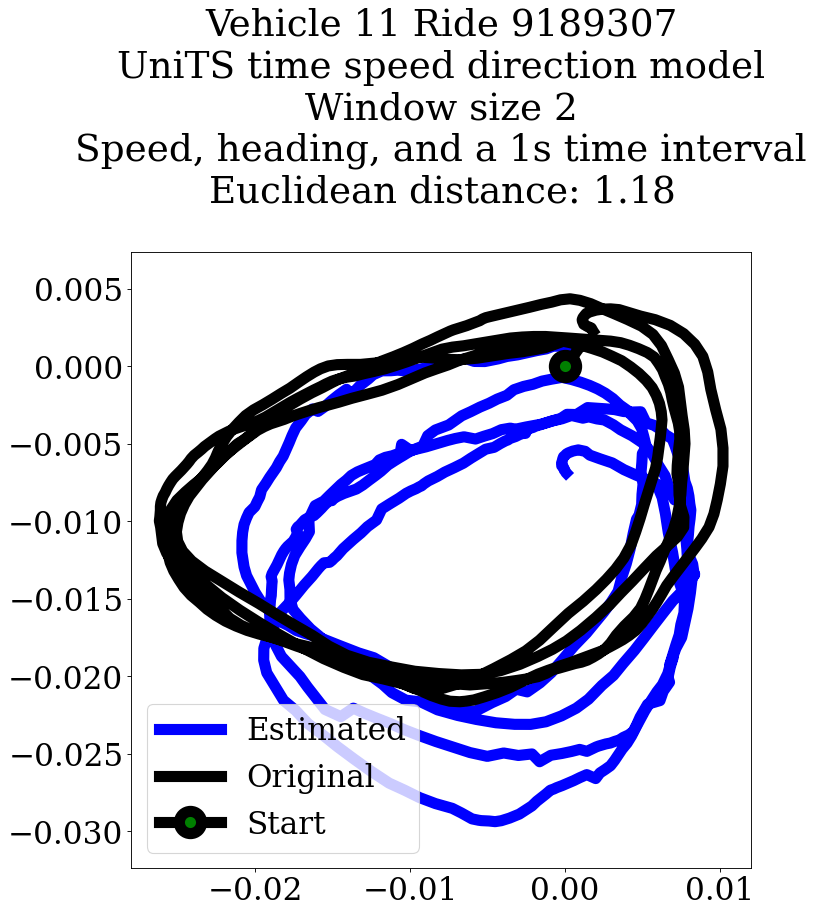 Vehicle 11 Ride 9189307
UniTS time speed direction model
Window size 2
Speed, heading, and a 1s time interval
Euclidean distance: 1.18
0.005
0.000
−0.005
−0.010
−0.015
−0.020
−0.025
−0.030
Estimated
Original
Start
−0.02
−0.01
0.00
0.01